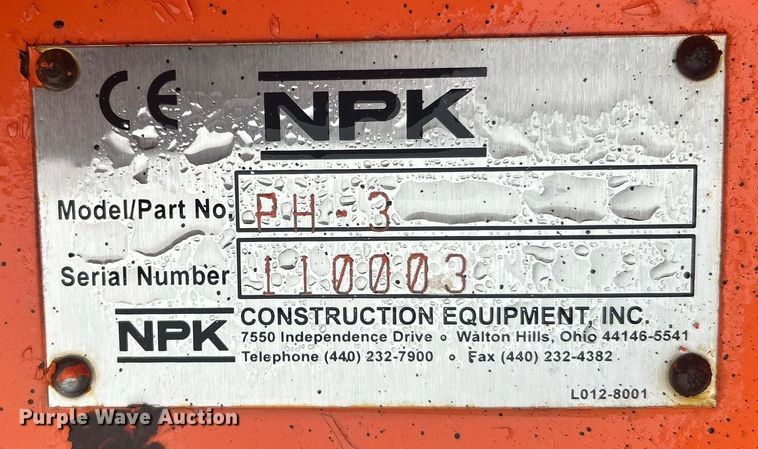 CE NPK
Model/Part No. PH-3
Serial Number 110003
NPK CONSTRUCTION EQUIPMENT, INC.
7550 Independence Drive • Walton Hills, Ohio 44146-5541
Telephone (440) 232-7900 • Fax (440) 232-4382
L012-8001
Purple Wave Auction